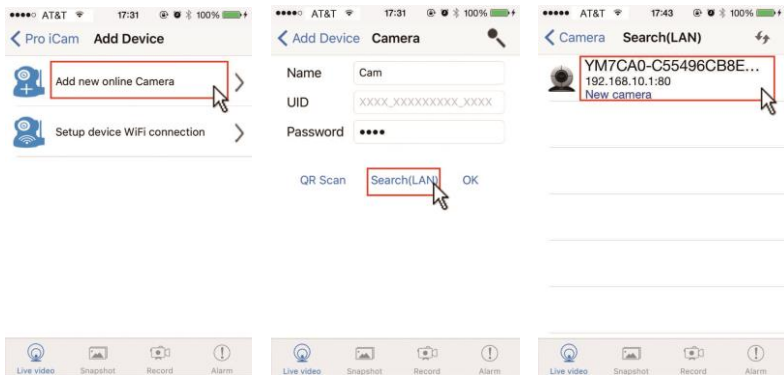 AT&T 17:31 100%
Pro iCam Add Device
Add new online Camera
Setup device WiFi connection
Live video Snapshot Record Alarm
AT&T 17:31 100%
Add Device Camera
Name Cam
UID XXXX_XXXXXXXXX_XXXX
Password ••••
QR Scan Search(LAN) OK
Live video Snapshot Record Alarm
AT&T 17:43 100%
Camera Search(LAN)
YM7CA0-C55496CB8E...
192.168.10.1:80
New camera
Live video Snapshot Record Alarm